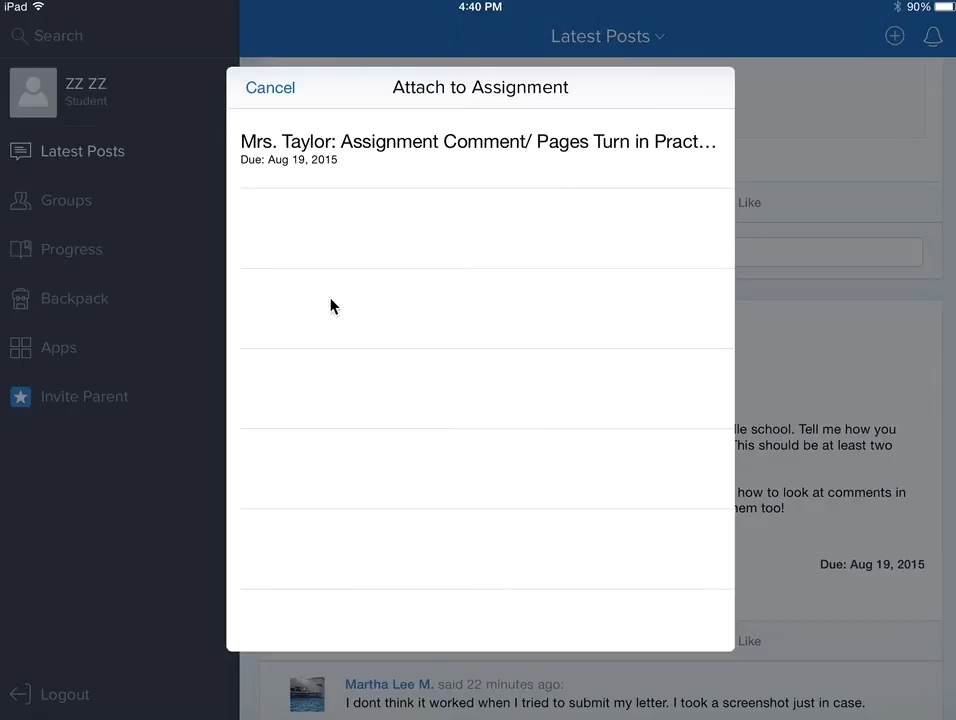 iPad 4:40 PM 90%
Search
Latest Posts
ZZ ZZ
Student
Latest Posts
Groups
Progress
Backpack
Apps
Invite Parent
Logout
Cancel Attach to Assignment
Mrs. Taylor: Assignment Comment/ Pages Turn in Pract…
Due: Aug 19, 2015
Like
school. Tell me how you
This should be at least two
how to look at comments in
too!
Due: Aug 19, 2015
Like
Martha Lee M. said 22 minutes ago:
I dont think it worked when I tried to submit my letter. I took a screenshot just in case.